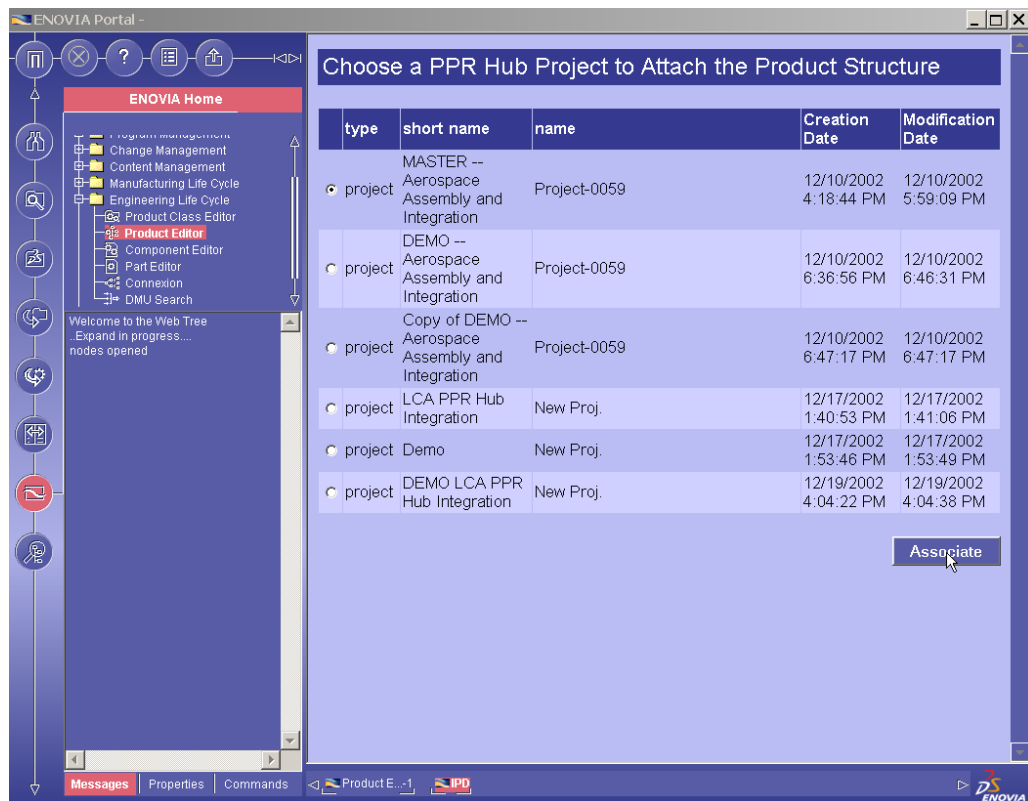 ENOVIA Portal -
ENOVIA Home
Program Management
Change Management
Content Management
Manufacturing Life Cycle
Engineering Life Cycle
Product Class Editor
Product Editor
Component Editor
Part Editor
Connexion
DMU Search
Welcome to the Web Tree
..Expand in progress....
nodes opened
Messages Properties Commands
Choose a PPR Hub Project to Attach the Product Structure
type short name name Creation Date Modification Date
project MASTER -- Aerospace Assembly and Integration Project-0059 12/10/2002 4:18:44 PM 12/10/2002 5:59:09 PM
project DEMO -- Aerospace Assembly and Integration Project-0059 12/10/2002 6:36:56 PM 12/10/2002 6:46:31 PM
project Copy of DEMO -- Aerospace Assembly and Integration Project-0059 12/10/2002 6:47:17 PM 12/10/2002 6:47:17 PM
project LCA PPR Hub Integration New Proj. 12/17/2002 1:40:53 PM 12/17/2002 1:41:06 PM
project Demo New Proj. 12/17/2002 1:53:46 PM 12/17/2002 1:53:49 PM
project DEMO LCA PPR Hub Integration New Proj. 12/19/2002 4:04:22 PM 12/19/2002 4:04:38 PM
Associate
Product E...-1 IPD
ENOVIA